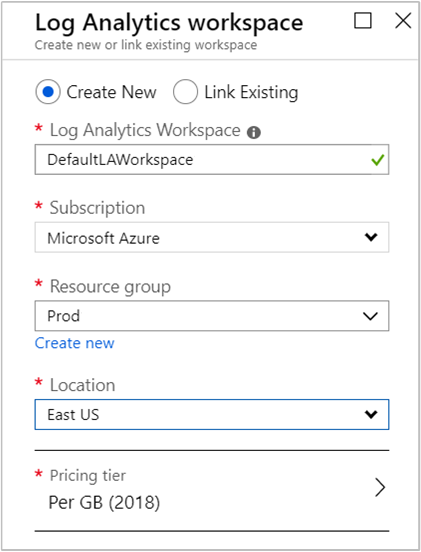 Log Analytics workspace
Create new or link existing workspace
Create New Link Existing
* Log Analytics Workspace
DefaultLAWorkspace
* Subscription
Microsoft Azure
* Resource group
Prod
Create new
* Location
East US
* Pricing tier
Per GB (2018)